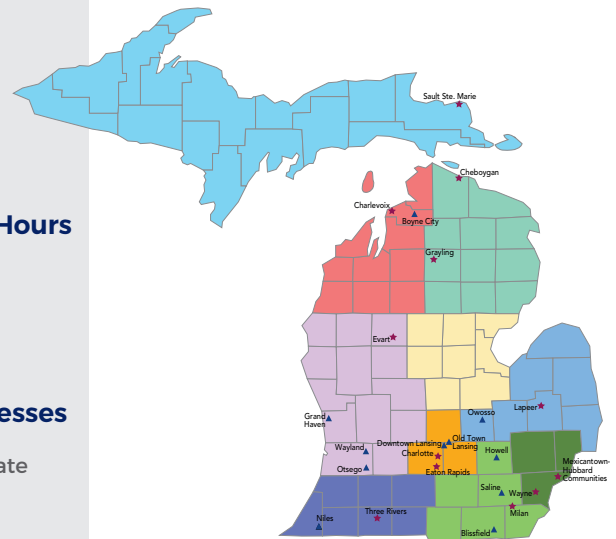 Hours
esses
ate
Sault Ste. Marie
Cheboygan
Charlevoix
Boyne City
Grayling
Evart
Grand
Haven
Owosso
Lapeer
Downtown Lansing
Old Town
Lansing
Wayland
Charlotte
Howell
Otsego
Eaton Rapids
Mexicantown-
Hubbard
Communities
Saline
Wayne
Niles
Three Rivers
Milan
Blissfield